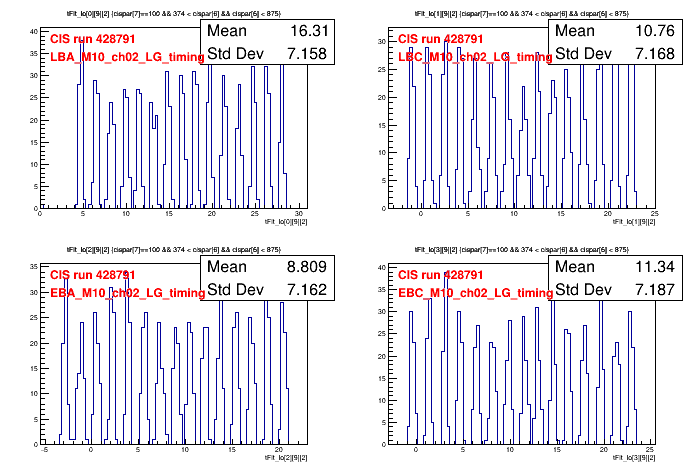 tFit_lo[0][9][2] {cispar[7]==100 && 374 < cispar[6] && cispar[6] < 875}
CIS run 428791
LBA_M10_ch02_LG_timing
Mean 16.31
Std Dev 7.158
40
35
30
25
20
15
10
5
0
0 5 10 15 20 25 30
tFit_lo[0][9][2]
tFit_lo[1][9][2] {cispar[7]==100 && 374 < cispar[6] && cispar[6] < 875}
CIS run 428791
LBC_M10_ch02_LG_timing
Mean 10.76
Std Dev 7.168
30
25
20
15
10
5
0
0 5 10 15 20 25
tFit_lo[1][9][2]
tFit_lo[2][9][2] {cispar[7]==100 && 374 < cispar[6] && cispar[6] < 875}
CIS run 428791
EBA_M10_ch02_LG_timing
Mean 8.809
Std Dev 7.162
35
30
25
20
15
10
5
0
-5 0 5 10 15 20
tFit_lo[2][9][2]
tFit_lo[3][9][2] {cispar[7]==100 && 374 < cispar[6] && cispar[6] < 875}
CIS run 428791
EBC_M10_ch02_LG_timing
Mean 11.34
Std Dev 7.187
40
35
30
25
20
15
10
5
0
0 5 10 15 20 25
tFit_lo[3][9][2]